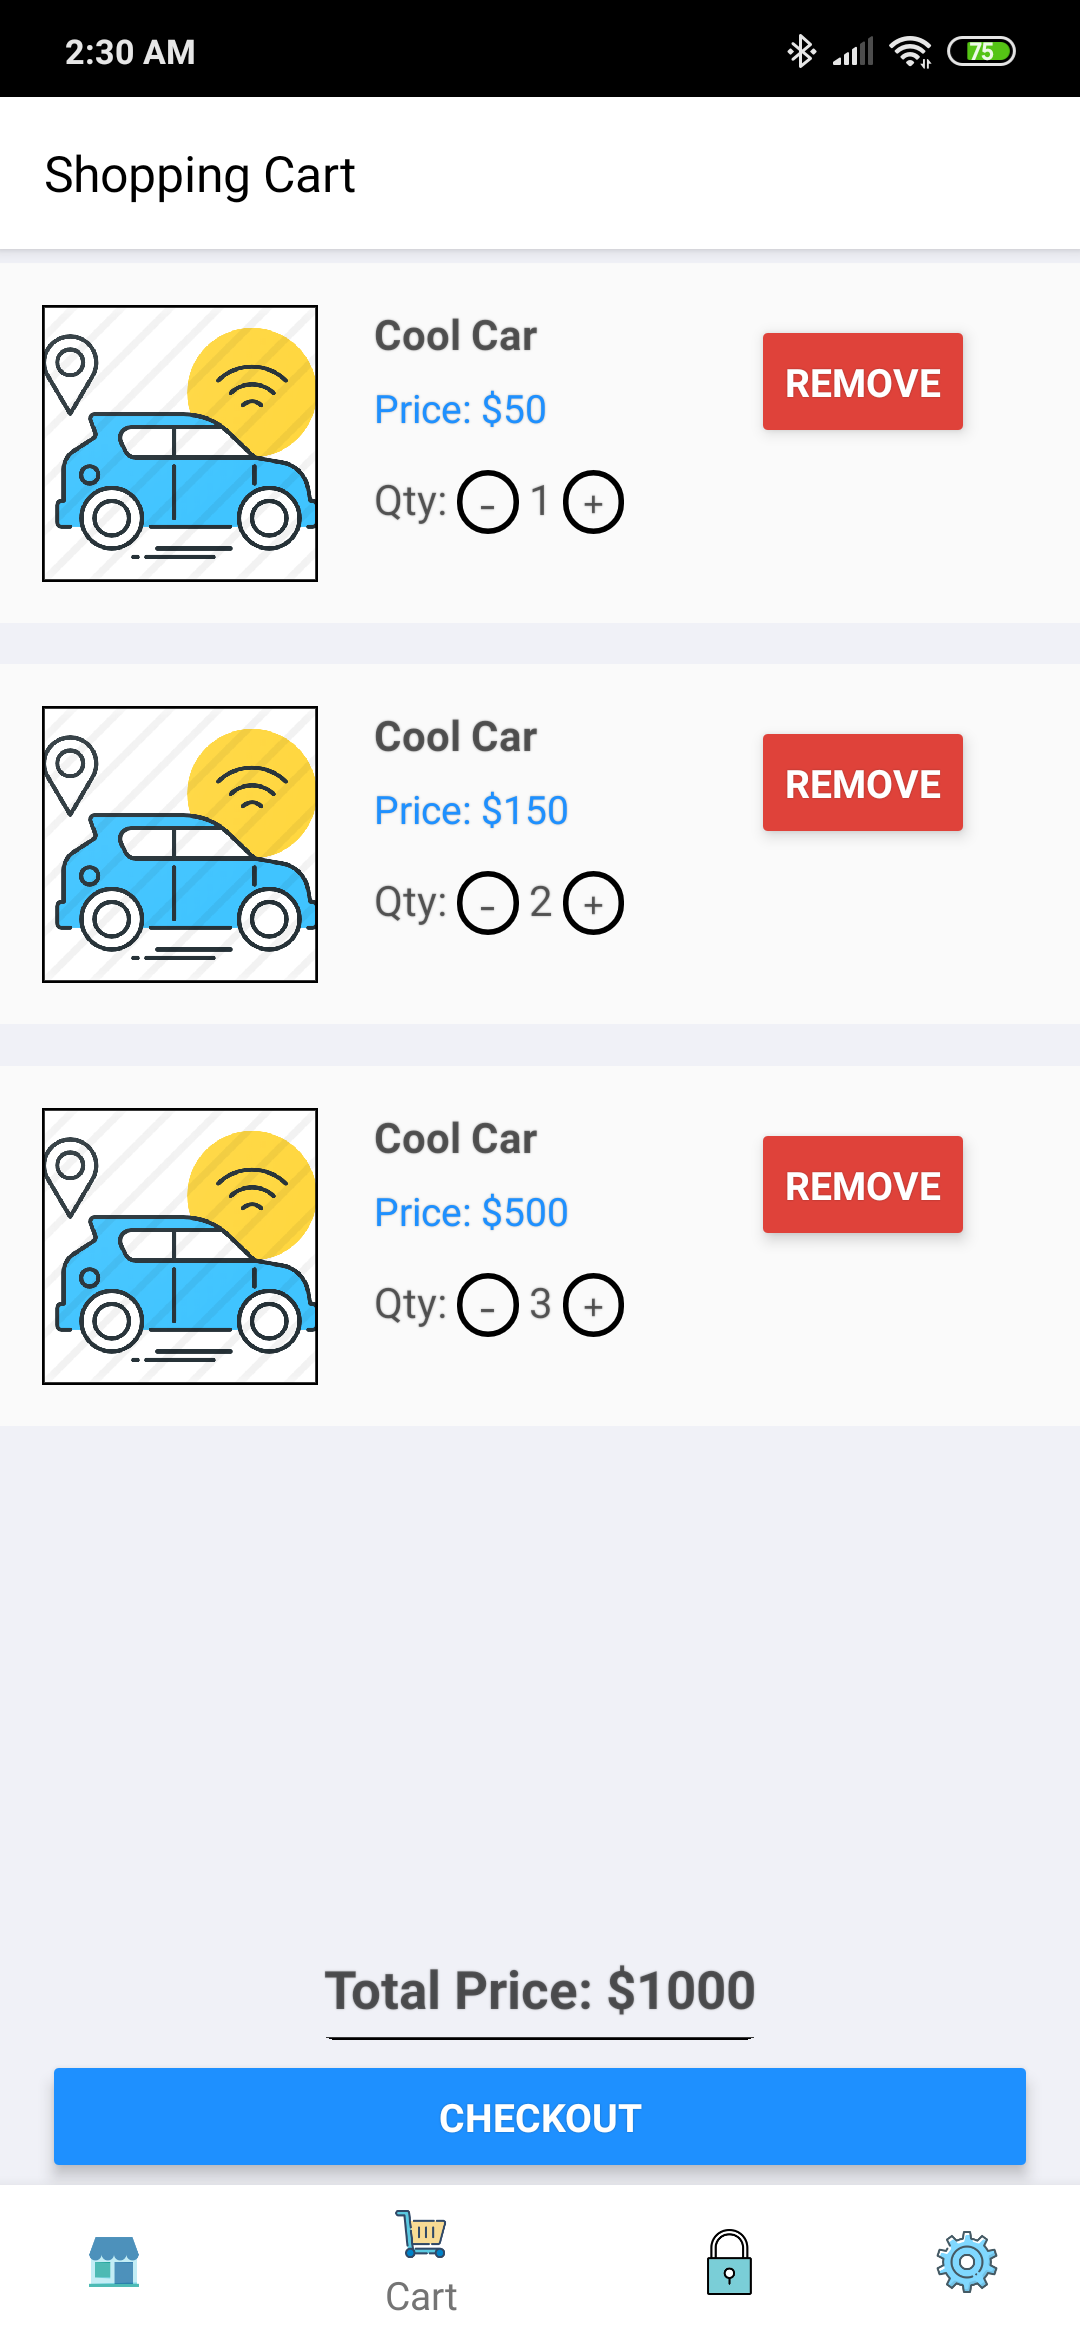 2:30 AM
75
Shopping Cart
Cool Car
Price: $50
REMOVE
Qty: - 1 +
Cool Car
Price: $150
REMOVE
Qty: - 2 +
Cool Car
Price: $500
REMOVE
Qty: - 3 +
Total Price: $1000
CHECKOUT
Cart